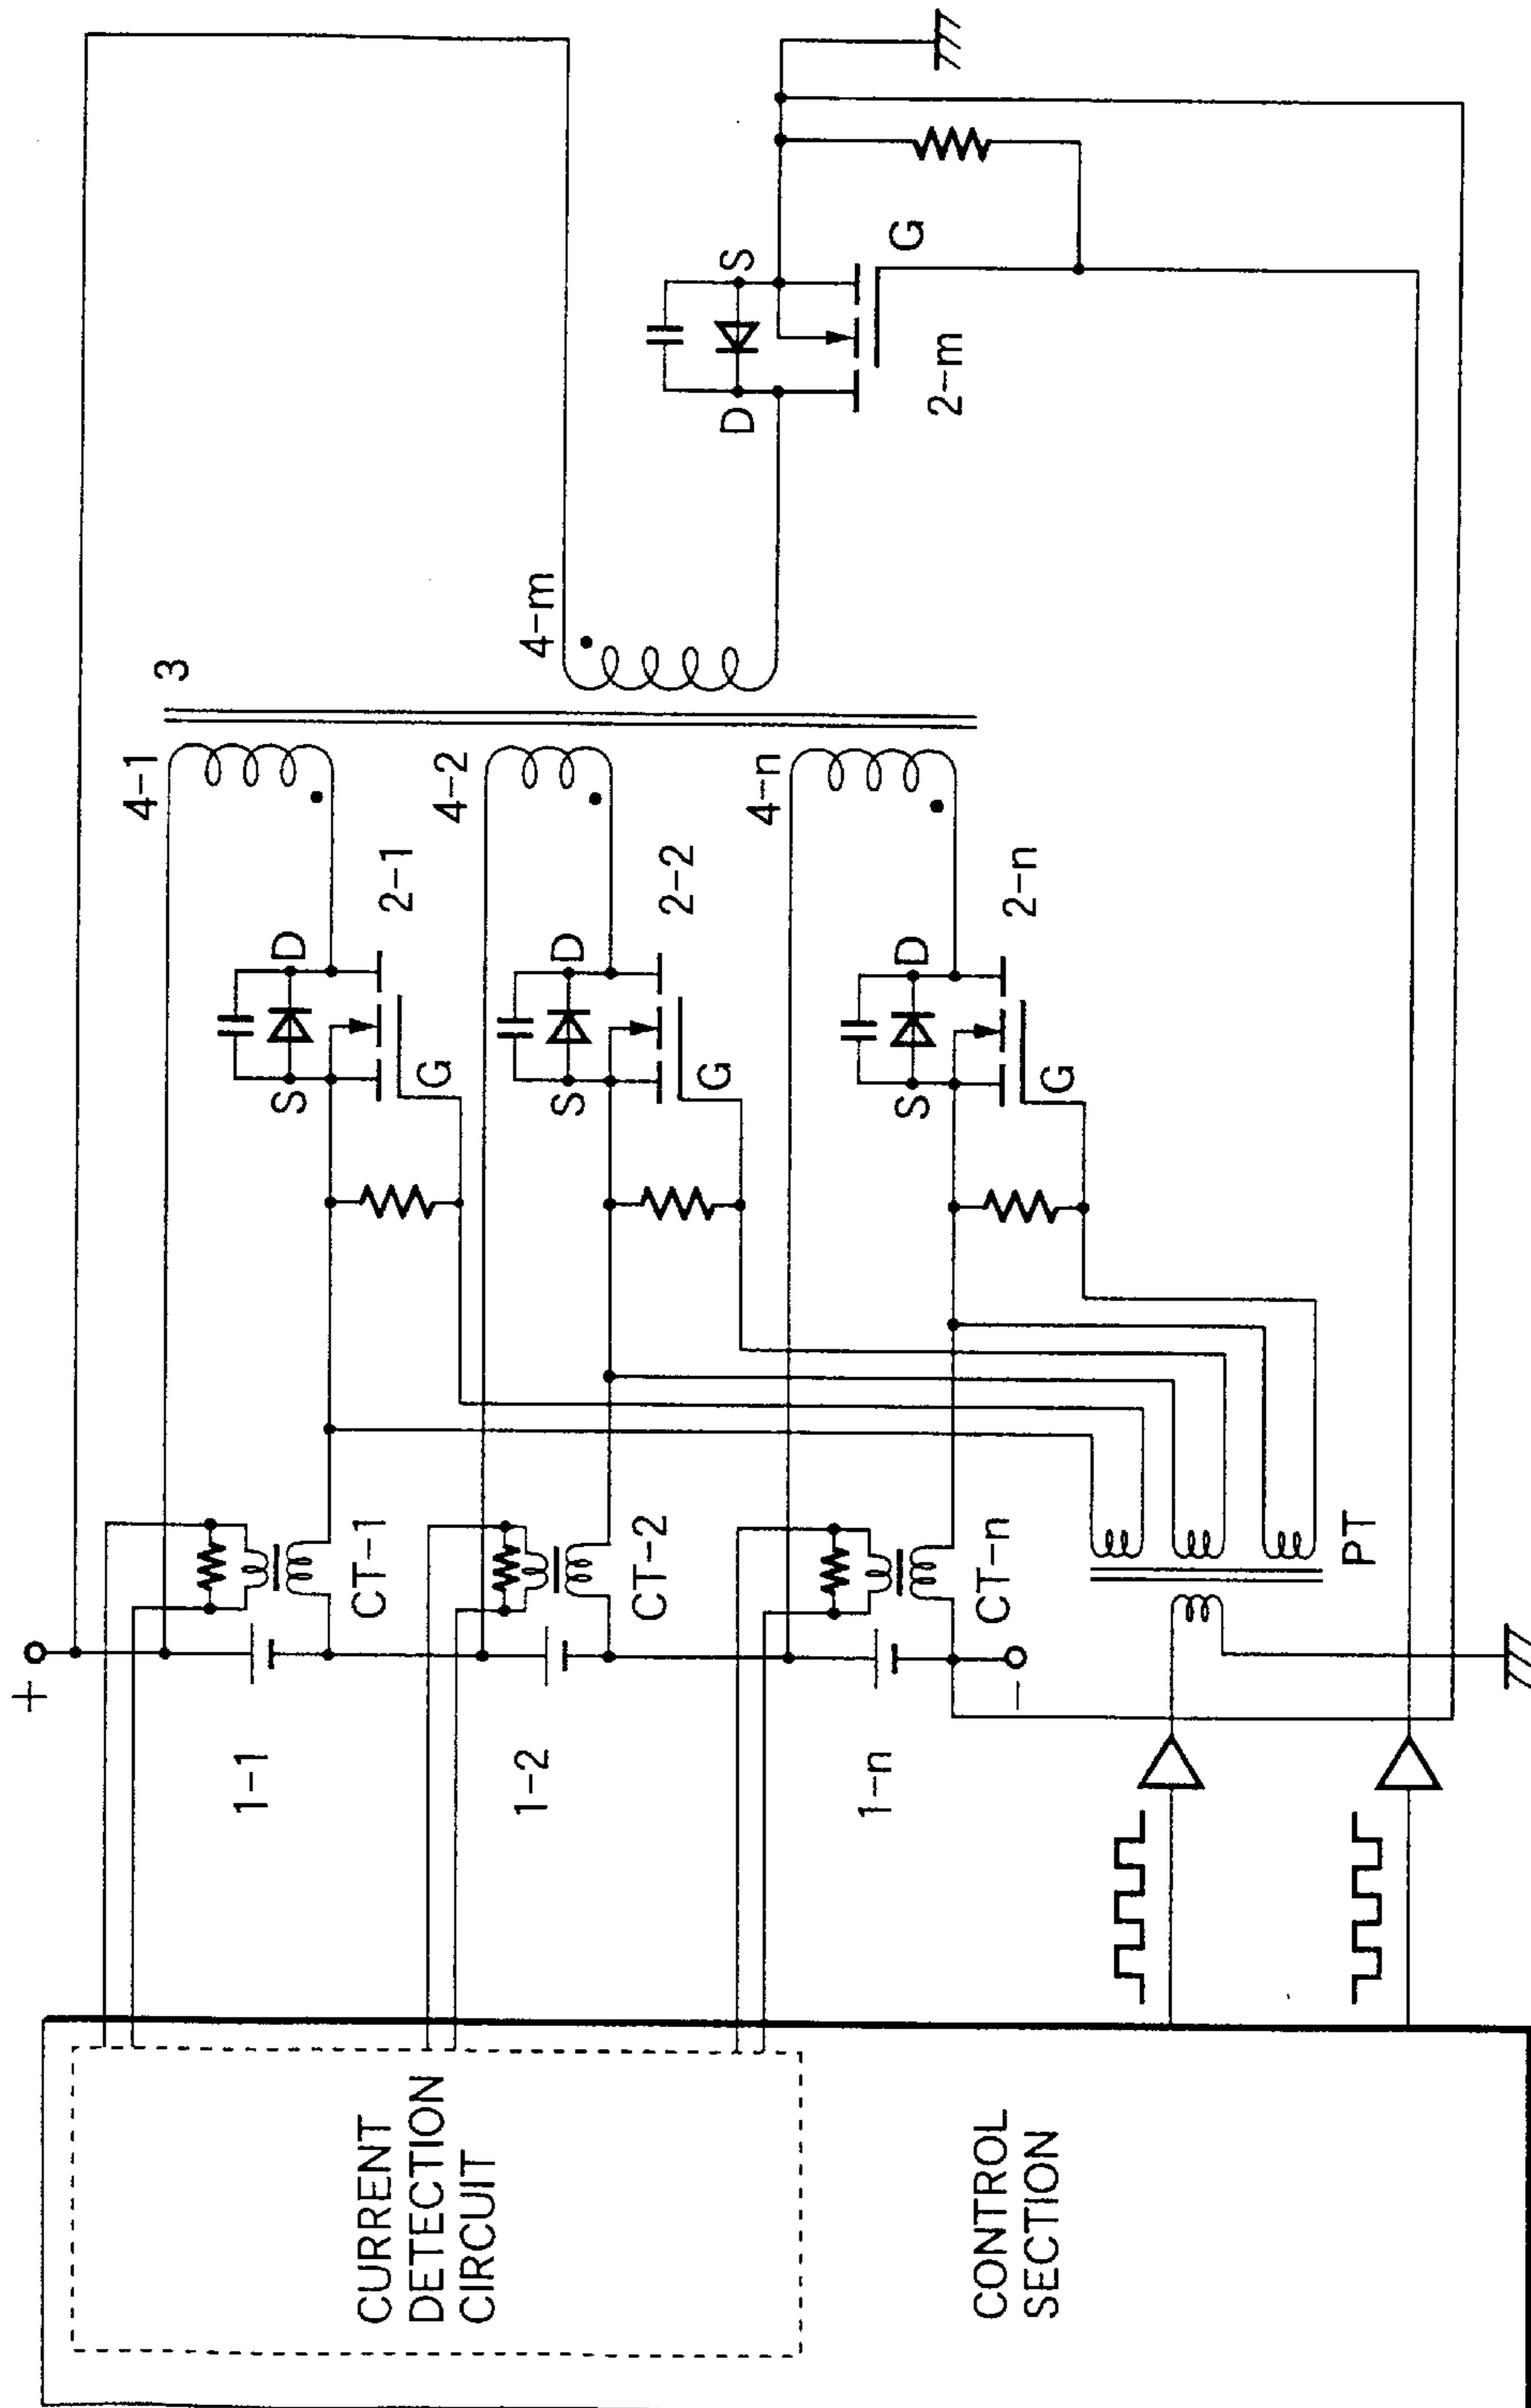 3
4-1
4-2
4-n
4-m
2-1
2-2
2-n
2-m
D
S
G
D
S
G
D
S
G
D
S
G
CT-1
CT-2
CT-n
PT
+
-
1-1
1-2
1-n
CURRENT
DETECTION
CIRCUIT
CONTROL
SECTION